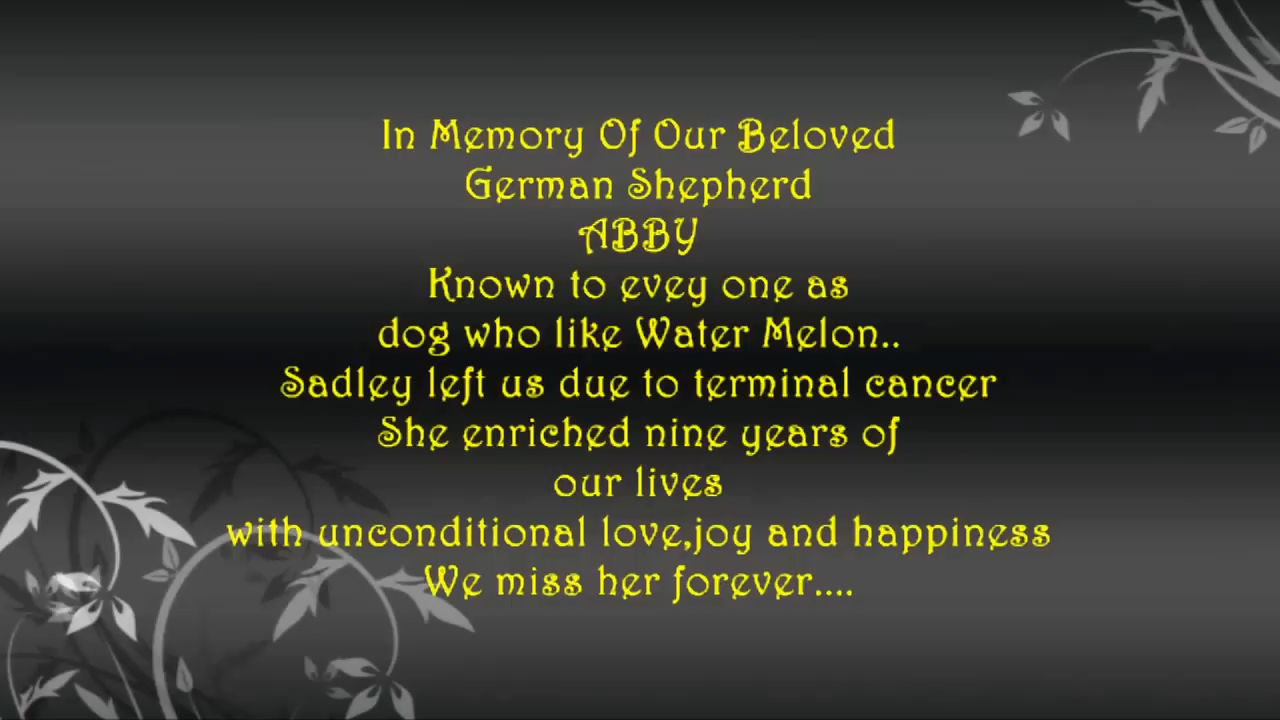 In Memory Of Our Beloved
German Shepherd
ABBY
Known to evey one as
dog who like Water Melon..
Sadley left us due to terminal cancer
She enriched nine years of
our lives
with unconditional love,joy and happiness
We miss her forever....